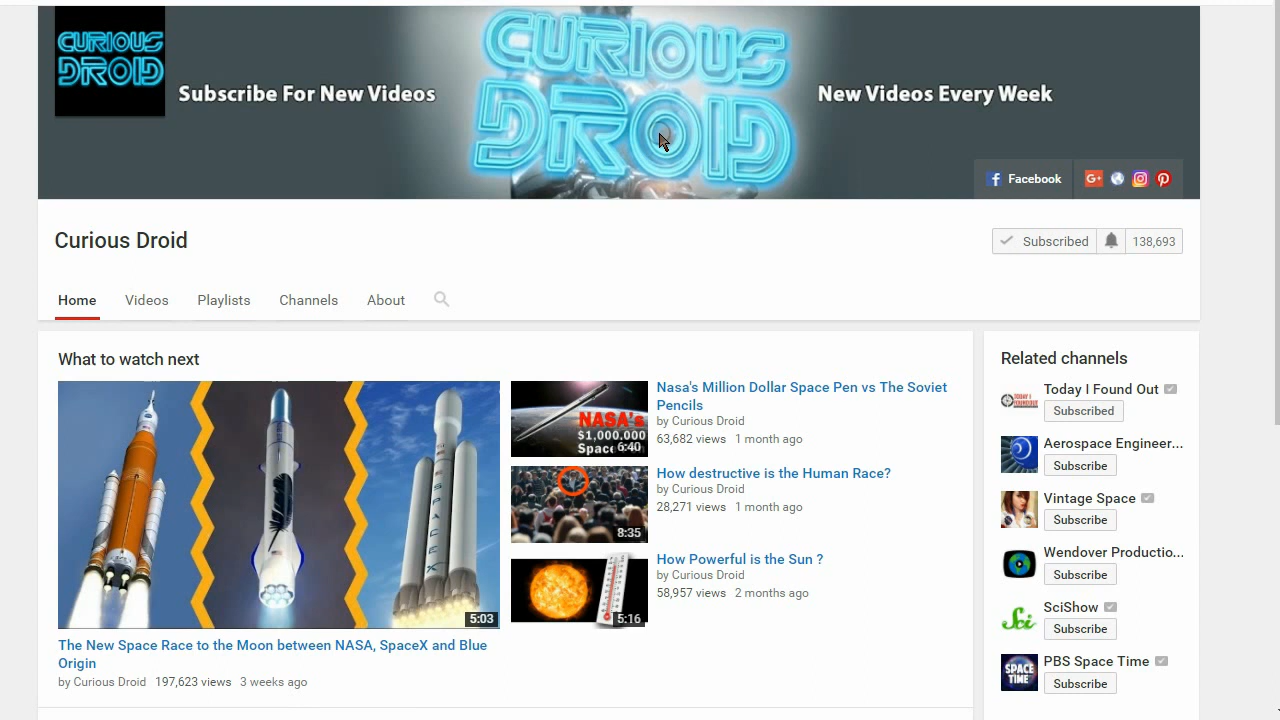 CURIOUS
DROID
Subscribe For New Videos
CURIOUS
DROID
New Videos Every Week
Facebook
G+
Curious Droid
Subscribed
138,693
Home
Videos
Playlists
Channels
About
What to watch next
SPACEX
5:03
The New Space Race to the Moon between NASA, SpaceX and Blue
Origin
by Curious Droid 197,623 views 3 weeks ago
NASA's
$1,000,000
Space
6:40
Nasa's Million Dollar Space Pen vs The Soviet
Pencils
by Curious Droid
63,682 views 1 month ago
8:35
How destructive is the Human Race?
by Curious Droid
28,271 views 1 month ago
5:16
How Powerful is the Sun ?
by Curious Droid
58,957 views 2 months ago
Related channels
TODAY I
FOUND OUT
Today I Found Out
Subscribed
Aerospace Engineer...
Subscribe
Vintage Space
Subscribe
Wendover Productio...
Subscribe
Sci
SciShow
Subscribe
SPACE
TIME
PBS Space Time
Subscribe